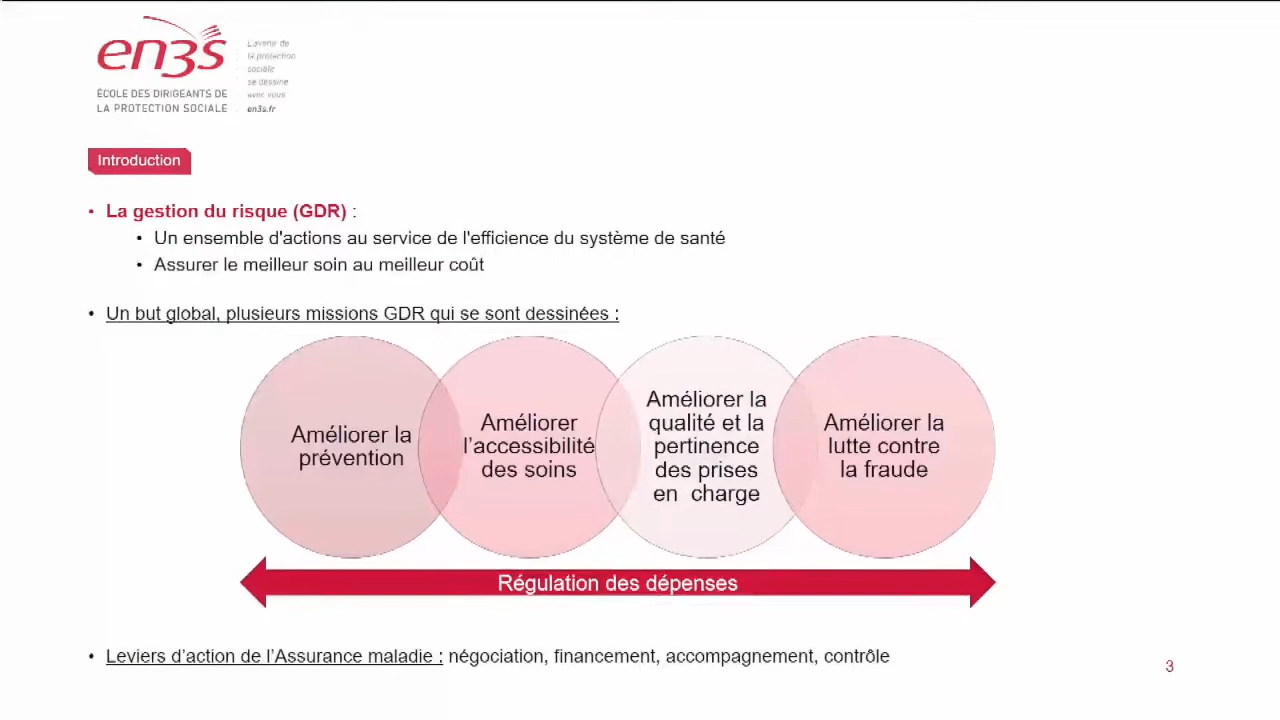 en3s
ÉCOLE DES DIRIGEANTS DE
LA PROTECTION SOCIALE
L'avenir de
la protection
sociale
se dessine
avec vous
en3s.fr
Introduction
• La gestion du risque (GDR) :
• Un ensemble d'actions au service de l'efficience du système de santé
• Assurer le meilleur soin au meilleur coût
• Un but global, plusieurs missions GDR qui se sont dessinées :
Améliorer la
prévention
Améliorer
l'accessibilité
des soins
Améliorer la
qualité et la
pertinence
des prises
en charge
Améliorer la
lutte contre
la fraude
Régulation des dépenses
• Leviers d'action de l'Assurance maladie : négociation, financement, accompagnement, contrôle
3